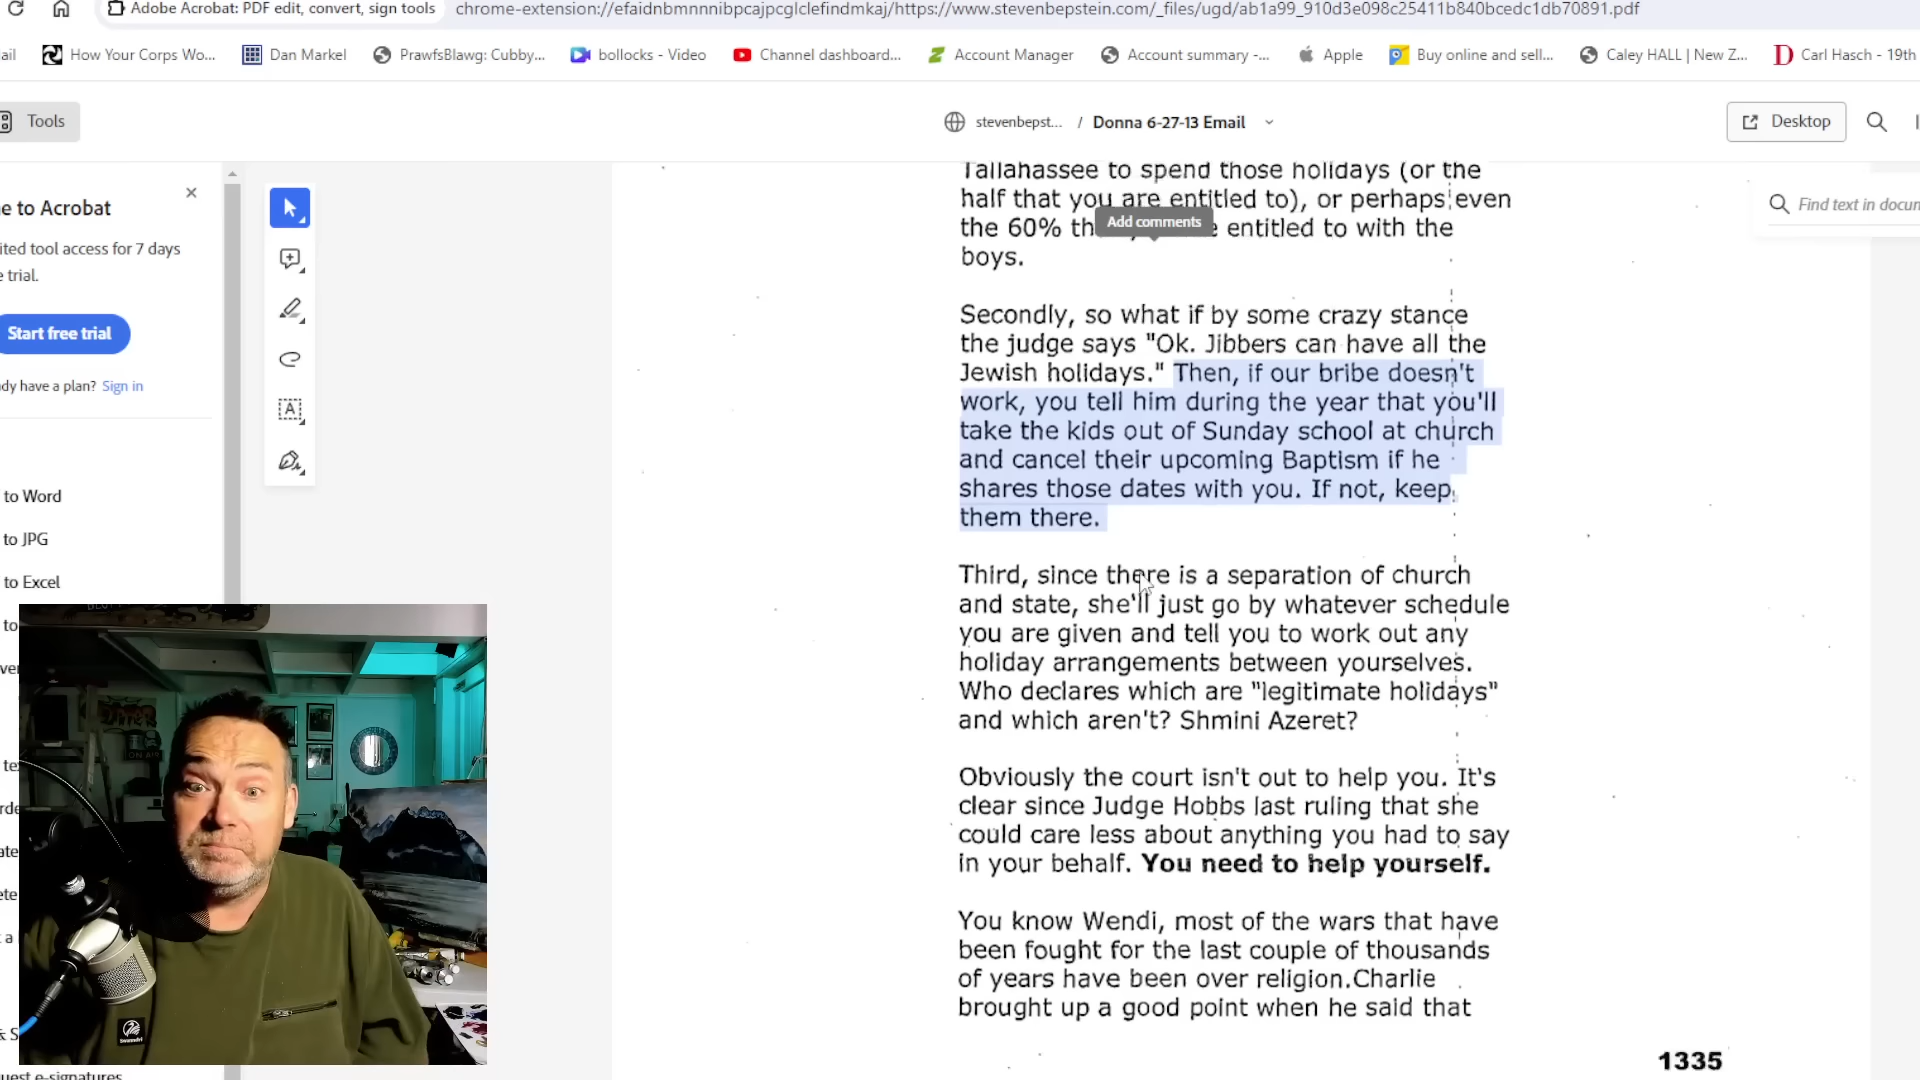 Adobe Acrobat: PDF edit, convert, sign tools
chrome-extension://efaidnbmnnnibpcajpcglclefindmkaj/https://www.stevenbepstein.com/_files/ugd/ab1a99_910d3e098c25411b840bcedc1db70891.pdf
ail
How Your Corps Wo...
Dan Markel
PrawfsBlawg: Cubby...
bollocks - Video
Channel dashboard...
Account Manager
Account summary -...
Apple
Buy online and sell...
Caley HALL | New Z...
Carl Hasch - 19th
Tools
stevenbepst... / Donna 6-27-13 Email
Desktop
e to Acrobat
ited tool access for 7 days
e trial.
Start free trial
dy have a plan? Sign in
to Word
to JPG
to Excel
to
Find text in docum
Add comments
Tallahassee to spend those holidays (or the
half that you are entitled to), or perhaps even
the 60% th entitled to with the
boys.
Secondly, so what if by some crazy stance
the judge says "Ok. Jibbers can have all the
Jewish holidays." Then, if our bribe doesn't
work, you tell him during the year that you'll
take the kids out of Sunday school at church
and cancel their upcoming Baptism if he
shares those dates with you. If not, keep
them there.
Third, since there is a separation of church
and state, she'll just go by whatever schedule
you are given and tell you to work out any
holiday arrangements between yourselves.
Who declares which are "legitimate holidays"
and which aren't? Shmini Azeret?
Obviously the court isn't out to help you. It's
clear since Judge Hobbs last ruling that she
could care less about anything you had to say
in your behalf. You need to help yourself.
You know Wendi, most of the wars that have
been fought for the last couple of thousands
of years have been over religion.Charlie
brought up a good point when he said that
1335
ON AIR
Swanndri
quest e-signatures